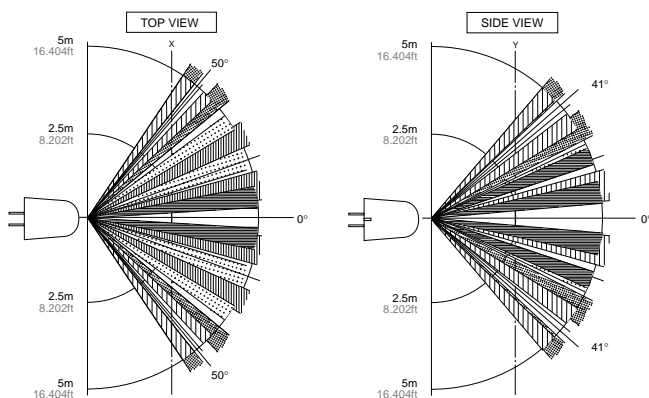 TOP VIEW
5m
16.404ft
X
50°
2.5m
8.202ft
0°
2.5m
8.202ft
50°
5m
16.404ft
SIDE VIEW
5m
16.404ft
Y
41°
2.5m
8.202ft
0°
2.5m
8.202ft
41°
5m
16.404ft